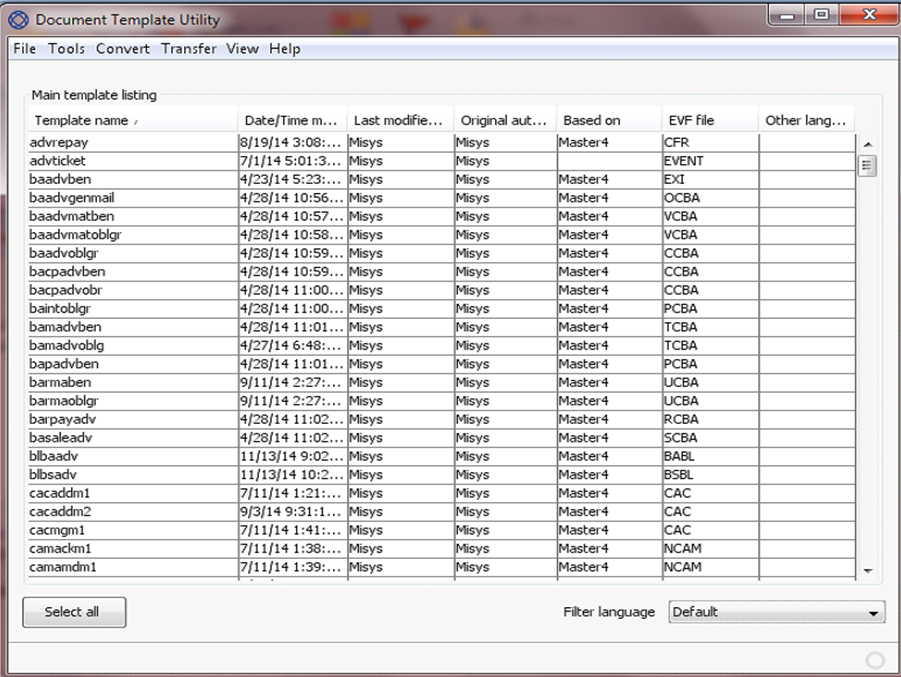 Document Template Utility
File Tools Convert Transfer View Help
Main template listing
Template name Date/Time m... Last modifie... Original aut... Based on EVF file Other lang...
advrepay 8/19/14 3:08:... Misys Misys Master4 CFR
advticket 7/1/14 5:01:3... Misys Misys EVENT
baadvben 4/23/14 5:23:... Misys Misys Master4 EXI
baadvgenmail 4/28/14 10:56... Misys Misys Master4 OCBA
baadvmatben 4/28/14 10:57... Misys Misys Master4 VCBA
baadvmatoblgr 4/28/14 10:58... Misys Misys Master4 VCBA
baadvoblgr 4/28/14 10:59... Misys Misys Master4 CCBA
bacpadvben 4/28/14 10:59... Misys Misys Master4 CCBA
bacpadvobr 4/28/14 11:00... Misys Misys Master4 CCBA
baintoblgr 4/28/14 11:00... Misys Misys Master4 PCBA
bamadvben 4/28/14 11:01... Misys Misys Master4 TCBA
bamadvoblg 4/27/14 6:48:... Misys Misys Master4 TCBA
bapadvben 4/28/14 11:01... Misys Misys Master4 PCBA
barmaben 9/11/14 2:27:... Misys Misys Master4 UCBA
barmaoblgr 9/11/14 2:27:... Misys Misys Master4 UCBA
barpayadv 4/28/14 11:02... Misys Misys Master4 RCBA
basaleadv 4/28/14 11:02... Misys Misys Master4 SCBA
blbaadv 11/13/14 9:02... Misys Misys Master4 BABL
blbsadv 11/13/14 10:2... Misys Misys Master4 BSBL
cacaddm1 7/11/14 1:21:... Misys Misys Master4 CAC
cacaddm2 9/3/14 9:31:1... Misys Misys Master4 CAC
cacmgm1 7/11/14 1:41:... Misys Misys Master4 CAC
camackm1 7/11/14 1:38:... Misys Misys Master4 NCAM
camamdm1 7/11/14 1:39:... Misys Misys Master4 NCAM
Select all Filter language Default